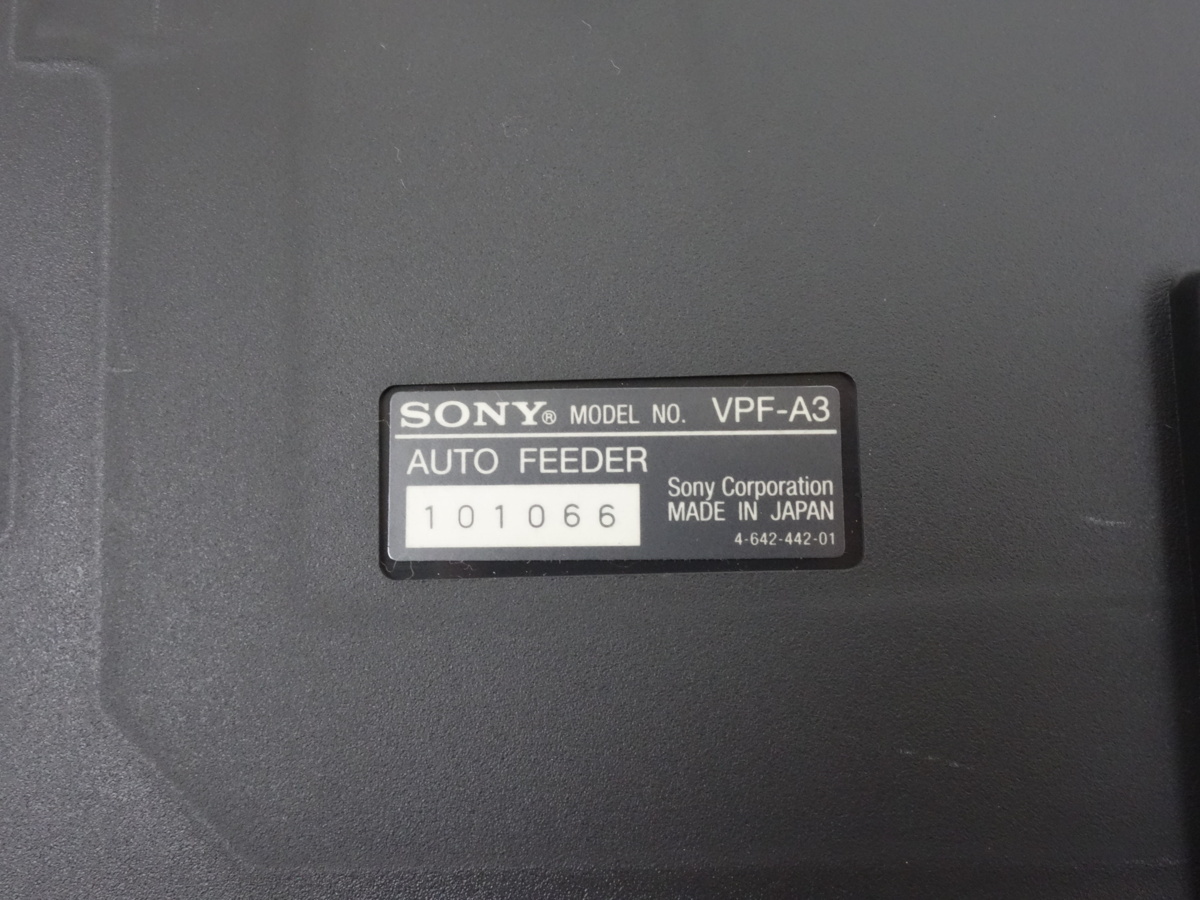 SONY® MODEL NO. VPF-A3
AUTO FEEDER
101066
Sony Corporation
MADE IN JAPAN
4-642-442-01